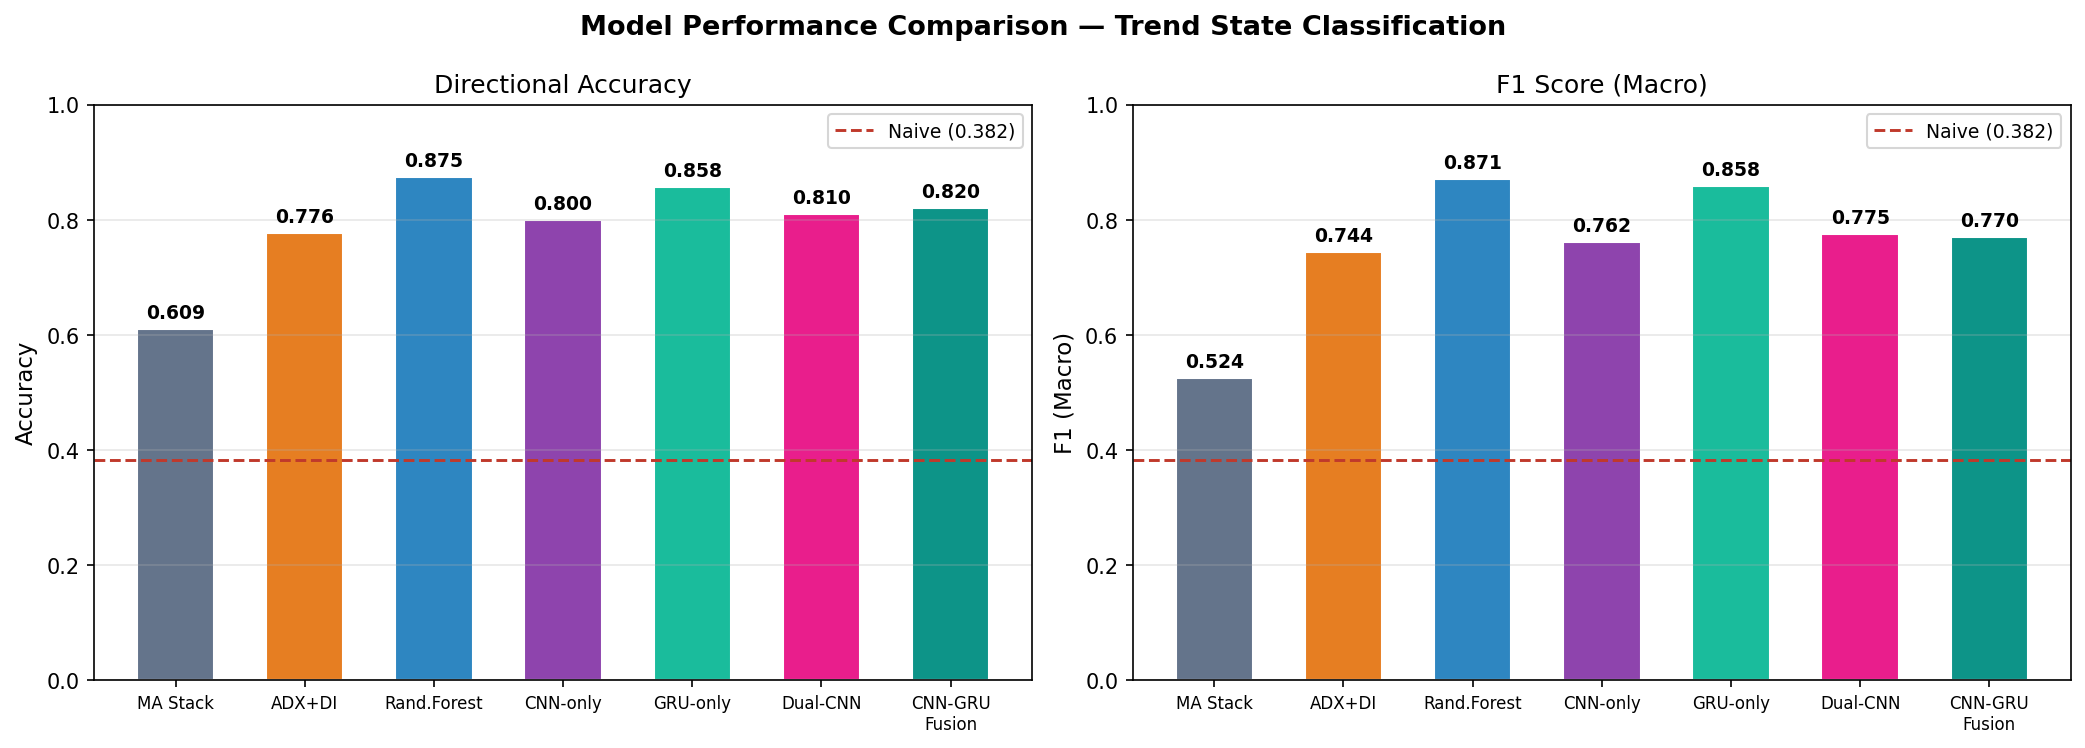 Model Performance Comparison — Trend State Classification
Directional Accuracy
Accuracy
1.0
0.8
0.6
0.4
0.2
0.0
Naive (0.382)
0.609
0.776
0.875
0.800
0.858
0.810
0.820
MA Stack
ADX+DI
Rand.Forest
CNN-only
GRU-only
Dual-CNN
CNN-GRU
Fusion
F1 Score (Macro)
F1 (Macro)
1.0
0.8
0.6
0.4
0.2
0.0
Naive (0.382)
0.524
0.744
0.871
0.762
0.858
0.775
0.770
MA Stack
ADX+DI
Rand.Forest
CNN-only
GRU-only
Dual-CNN
CNN-GRU
Fusion